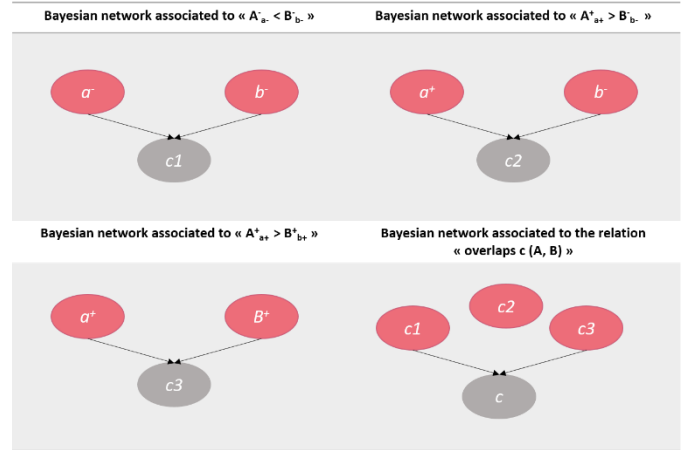 Bayesian network associated to « A⁻ₐ₋ < B⁻b₋ »
Bayesian network associated to « A⁺ₐ₊ > B⁻b₋ »
a⁻
b⁻
c1
a⁺
b⁻
c2
Bayesian network associated to « A⁺ₐ₊ > B⁺b₊ »
Bayesian network associated to the relation
« overlaps c (A, B) »
a⁺
B⁺
c3
c1
c2
c3
c